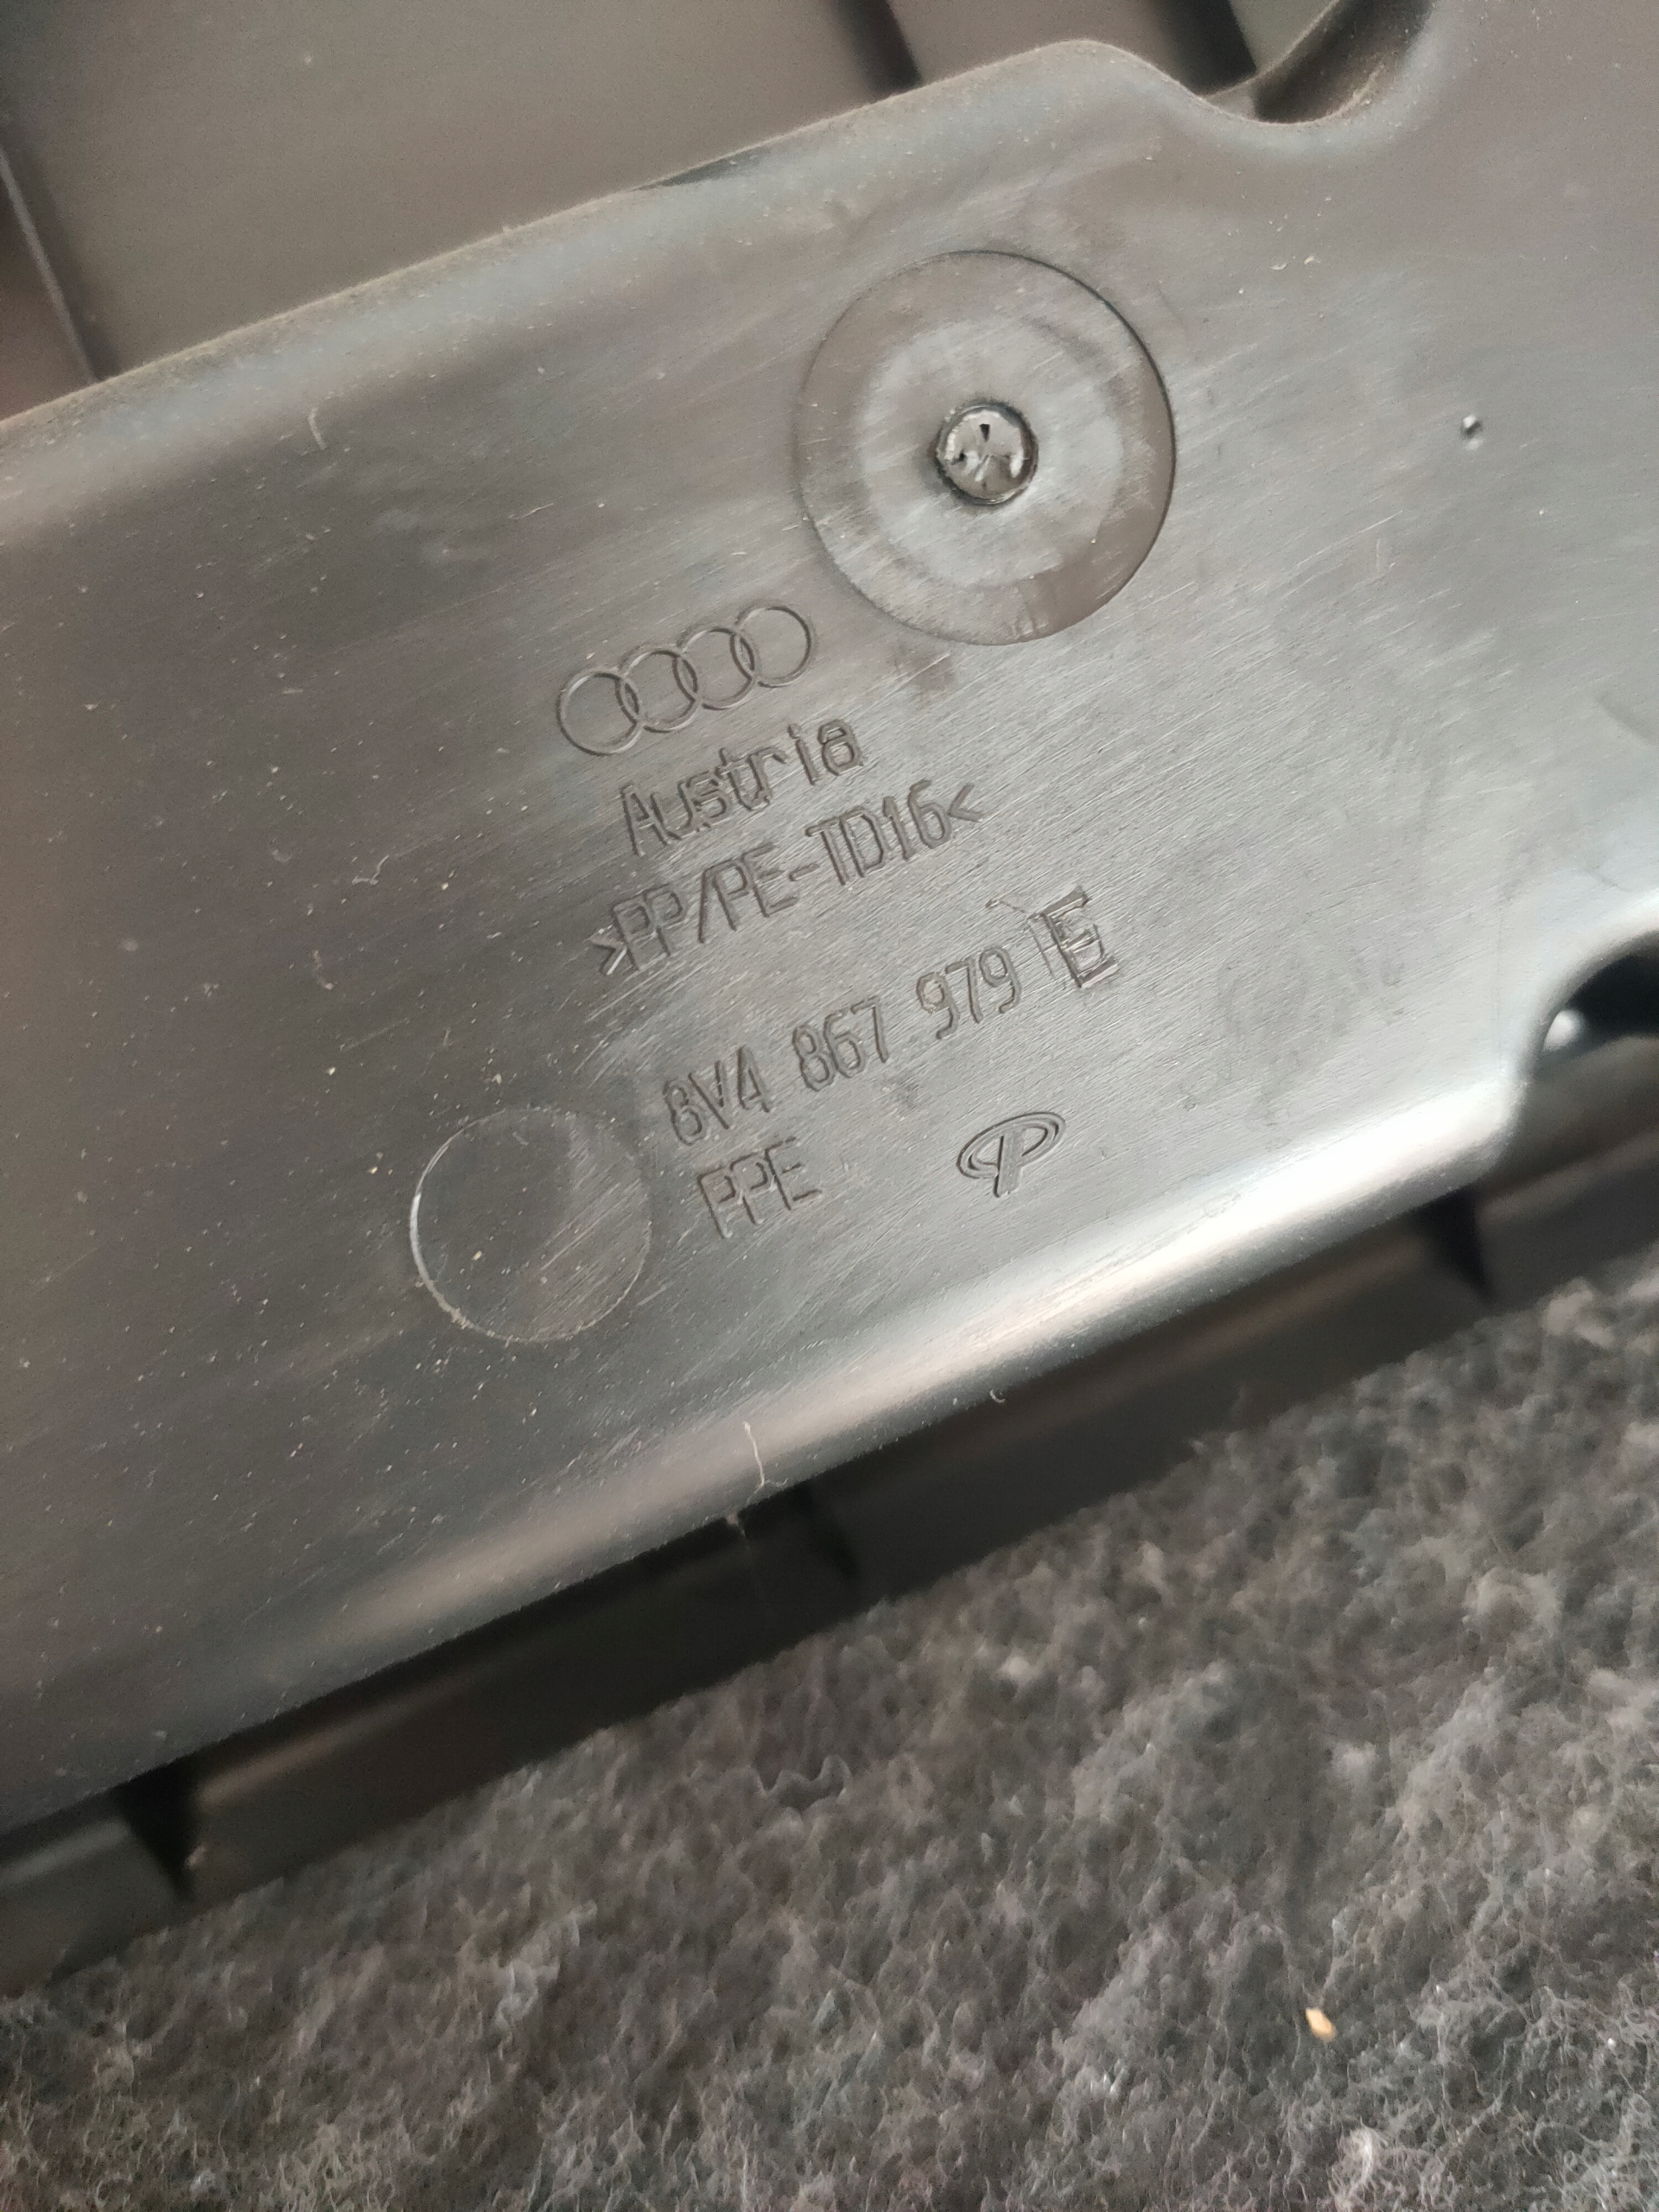 Austria
>PP/PE-TD16<
8V4 867 979 E
PPE